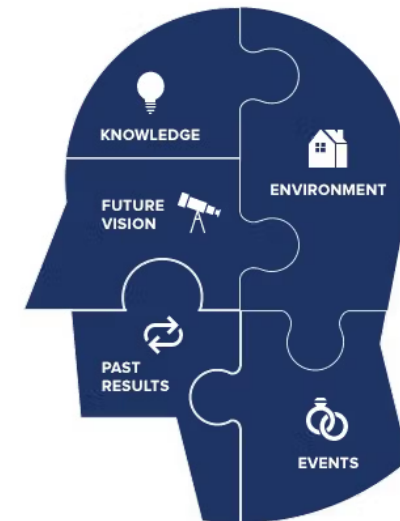 KNOWLEDGE
ENVIRONMENT
FUTURE
VISION
PAST
RESULTS
EVENTS